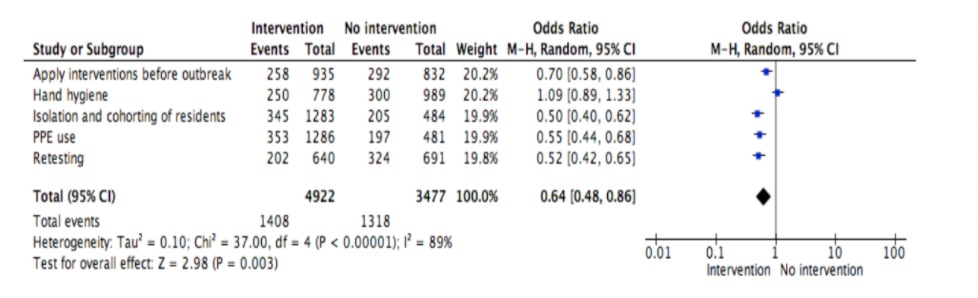 Intervention No intervention Odds Ratio Odds Ratio
Study or Subgroup Events Total Events Total Weight M-H, Random, 95% CI M-H, Random, 95% CI
Apply interventions before outbreak 258 935 292 832 20.2% 0.70 [0.58, 0.86]
Hand hygiene 250 778 300 989 20.2% 1.09 [0.89, 1.33]
Isolation and cohorting of residents 345 1283 205 484 19.9% 0.50 [0.40, 0.62]
PPE use 353 1286 197 481 19.9% 0.55 [0.44, 0.68]
Retesting 202 640 324 691 19.8% 0.52 [0.42, 0.65]
Total (95% CI) 4922 3477 100.0% 0.64 [0.48, 0.86]
Total events 1408 1318
Heterogeneity: Tau² = 0.10; Chi² = 37.00, df = 4 (P < 0.00001); I² = 89%
Test for overall effect: Z = 2.98 (P = 0.003)
0.01 0.1 1 10 100
Intervention No intervention